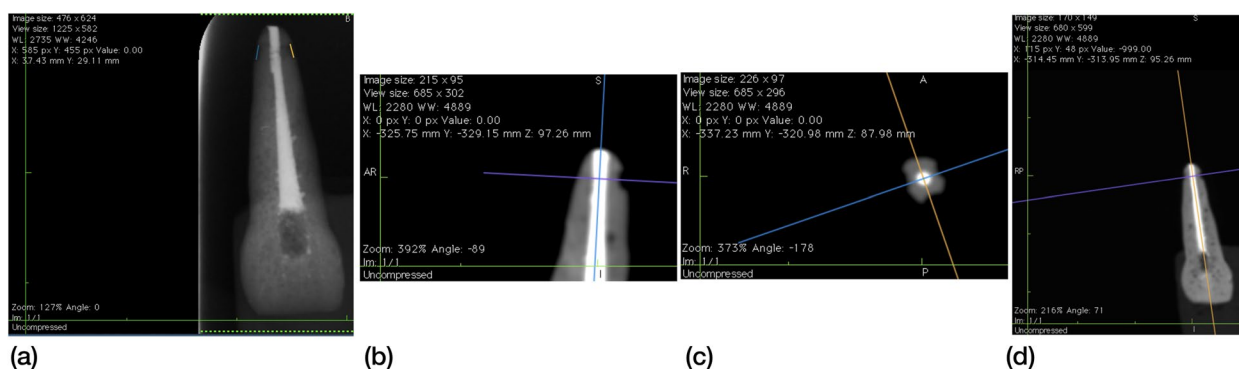 Image size: 476 x 624
View size: 1225 x 582
WL: 2735 WW: 4246
X: 585 px Y: 455 px Value: 0.00
X: 37.43 mm Y: 29.11 mm
B
Zoom: 127% Angle: 0
Im: 1/1
Uncompressed
(a)
Image size: 215 x 95
View size: 685 x 302
WL: 2280 WW: 4889
X: 0 px Y: 0 px Value: 0.00
X: -325.75 mm Y: -329.15 mm Z: 97.26 mm
S
AR
Zoom: 392% Angle: -89
Im: 1/1
Uncompressed
I
(b)
Image size: 226 x 97
View size: 685 x 296
WL: 2280 WW: 4889
X: 0 px Y: 0 px Value: 0.00
X: -337.23 mm Y: -320.98 mm Z: 87.98 mm
A
R
Zoom: 373% Angle: -178
Im: 1/1
Uncompressed
P
(c)
Image size: 170 x 149
View size: 680 x 599
WL: 2280 WW: 4889
X: 115 px Y: 48 px Value: -999.00
X: -314.45 mm Y: -313.95 mm Z: 95.26 mm
S
RP
Zoom: 216% Angle: 71
Im: 1/1
Uncompressed
I
(d)